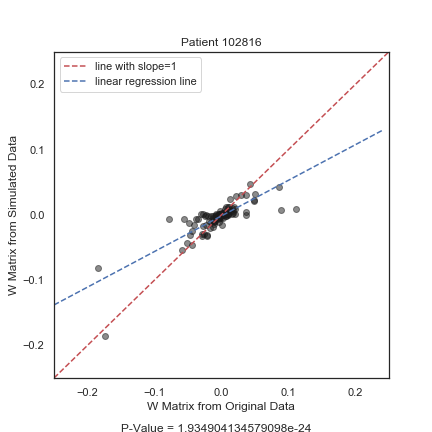 Patient 102816
line with slope=1
linear regression line
W Matrix from Simulated Data
0.2
0.1
0.0
−0.1
−0.2
−0.2 −0.1 0.0 0.1 0.2
W Matrix from Original Data
P-Value = 1.934904134579098e-24